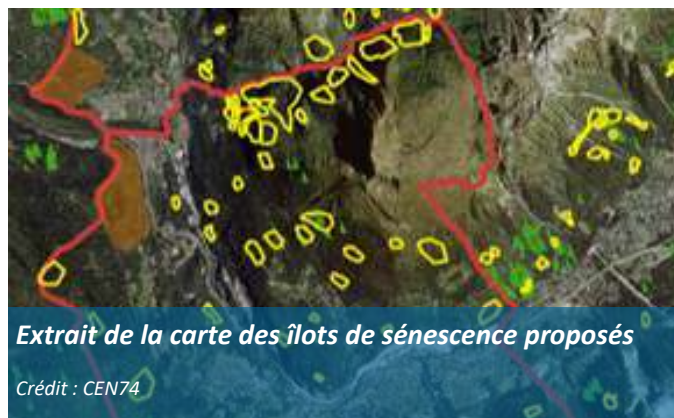 Extrait de la carte des îlots de sénescence proposés
Crédit : CEN74